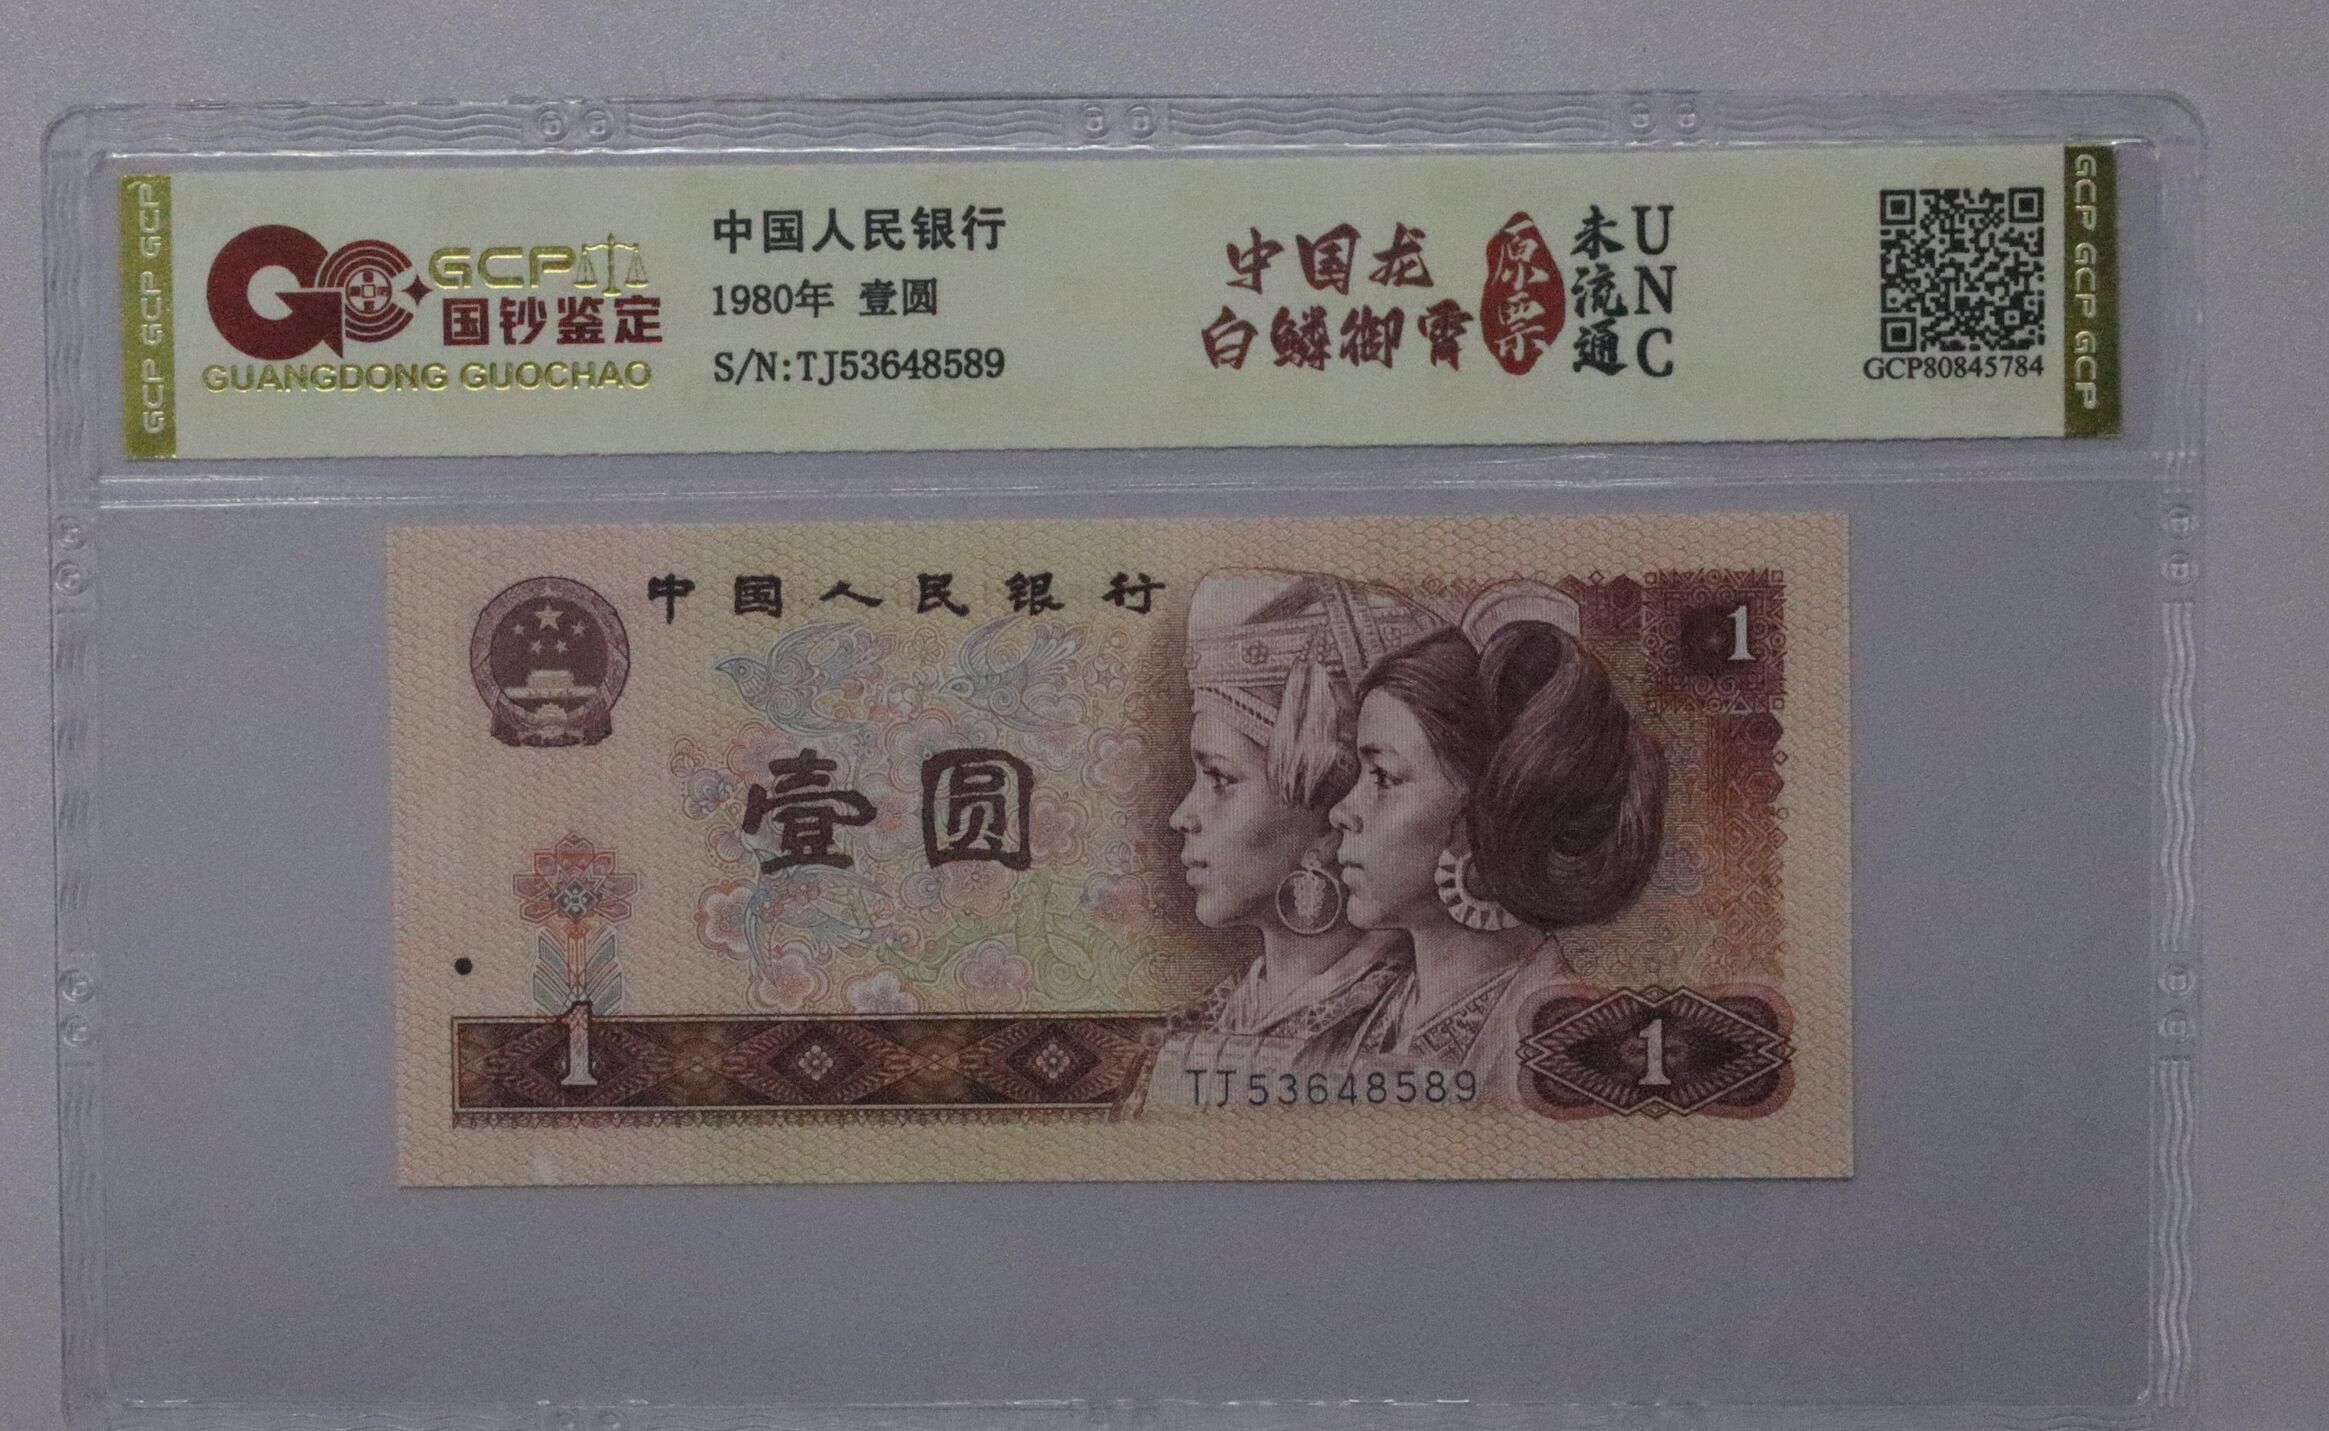 GCP GCP GCP
GCP
国钞鉴定
GUANGDONG GUOCHAO
中国人民银行
1980年 壹圆
S/N:TJ53648589
中国龙
白鳞御霄
原票
未流通
UNC
GCP80845784
GCP GCP GCP
中国人民银行
1
壹圆
1
TJ53648589
1